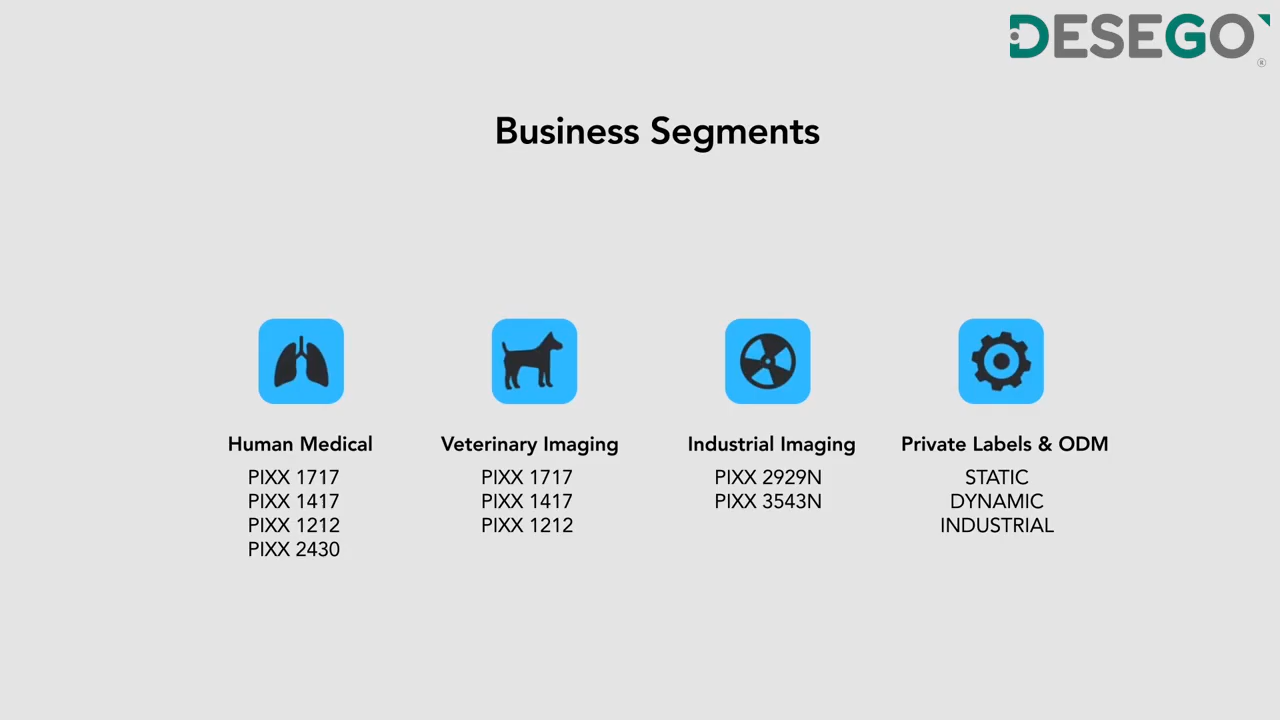 DESEGO
®
Business Segments
Human Medical
PIXX 1717
PIXX 1417
PIXX 1212
PIXX 2430
Veterinary Imaging
PIXX 1717
PIXX 1417
PIXX 1212
Industrial Imaging
PIXX 2929N
PIXX 3543N
Private Labels & ODM
STATIC
DYNAMIC
INDUSTRIAL